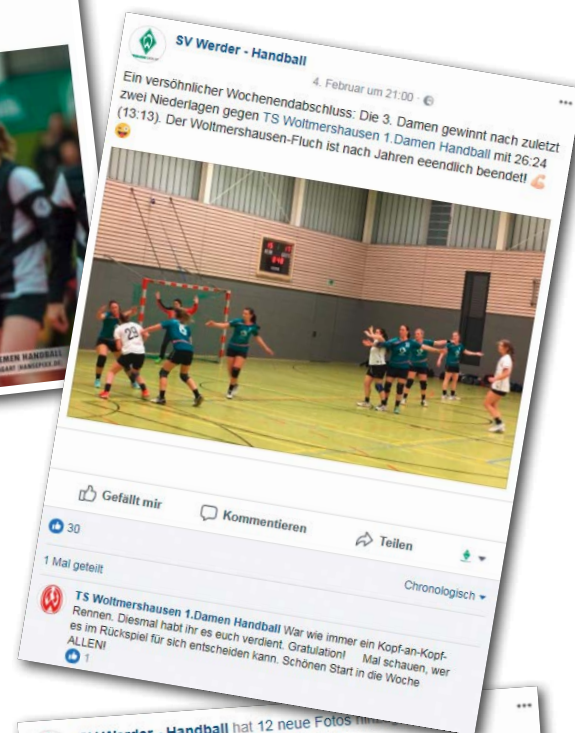 SV Werder - Handball
4. Februar um 21:00
Ein versöhnlicher Wochenendabschluss: Die 3. Damen gewinnt nach zuletzt
zwei Niederlagen gegen TS Woltmershausen 1.Damen Handball mit 26:24
(13:13). Der Woltmershausen-Fluch ist nach Jahren eeendlich beendet!
29
Gefällt mir
Kommentieren
Teilen
30
1 Mal geteilt
Chronologisch
TS Woltmershausen 1.Damen Handball War wie immer ein Kopf-an-Kopf-
Rennen. Diesmal habt ihr es euch verdient. Gratulation! Mal schauen, wer
es im Rückspiel für sich entscheiden kann. Schönen Start in die Woche
ALLEN!
1
Handball hat 12 neue Fotos